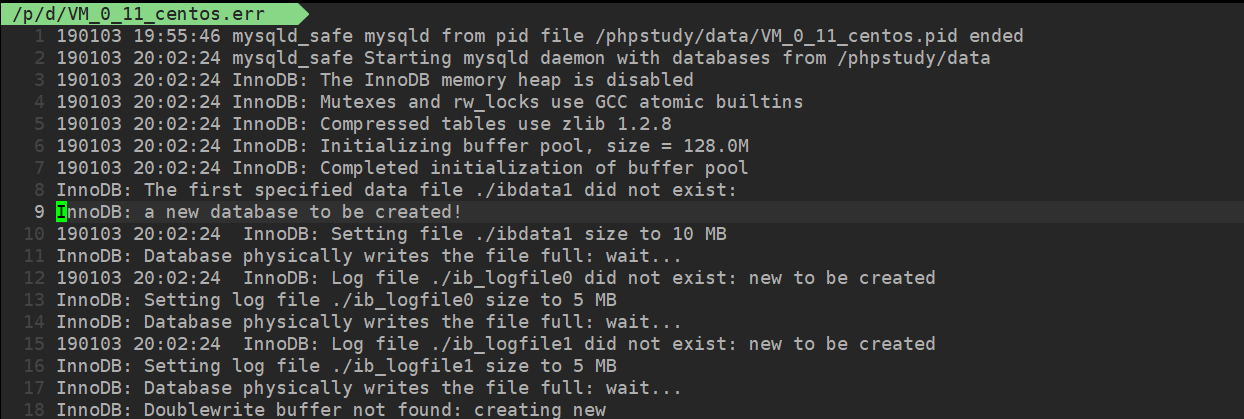 /p/d/VM_0_11_centos.err
1 190103 19:55:46 mysqld_safe mysqld from pid file /phpstudy/data/VM_0_11_centos.pid ended
2 190103 20:02:24 mysqld_safe Starting mysqld daemon with databases from /phpstudy/data
3 190103 20:02:24 InnoDB: The InnoDB memory heap is disabled
4 190103 20:02:24 InnoDB: Mutexes and rw_locks use GCC atomic builtins
5 190103 20:02:24 InnoDB: Compressed tables use zlib 1.2.8
6 190103 20:02:24 InnoDB: Initializing buffer pool, size = 128.0M
7 190103 20:02:24 InnoDB: Completed initialization of buffer pool
8 InnoDB: The first specified data file ./ibdata1 did not exist:
9 InnoDB: a new database to be created!
10 190103 20:02:24  InnoDB: Setting file ./ibdata1 size to 10 MB
11 InnoDB: Database physically writes the file full: wait...
12 190103 20:02:24  InnoDB: Log file ./ib_logfile0 did not exist: new to be created
13 InnoDB: Setting log file ./ib_logfile0 size to 5 MB
14 InnoDB: Database physically writes the file full: wait...
15 190103 20:02:24  InnoDB: Log file ./ib_logfile1 did not exist: new to be created
16 InnoDB: Setting log file ./ib_logfile1 size to 5 MB
17 InnoDB: Database physically writes the file full: wait...
18 InnoDB: Doublewrite buffer not found: creating new